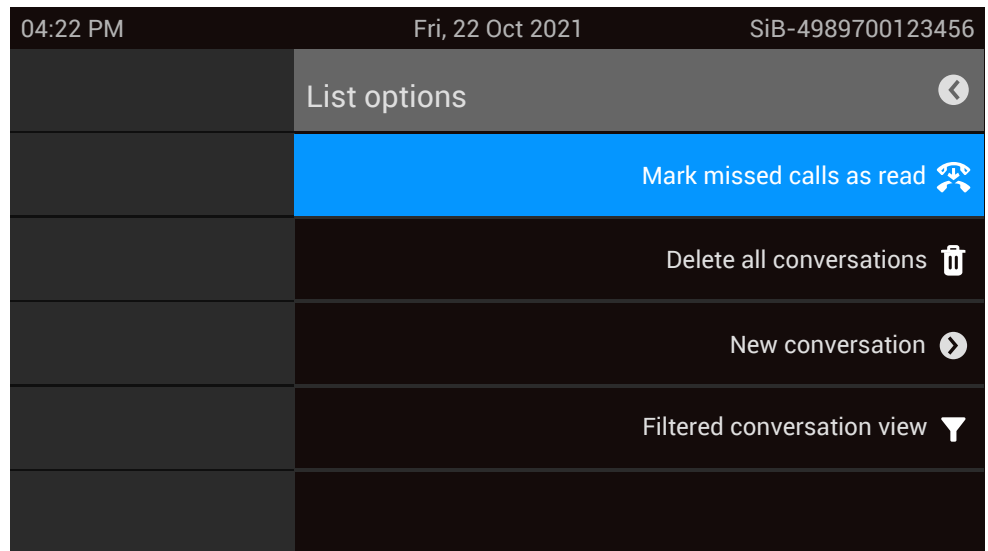 04:22 PM Fri, 22 Oct 2021 SiB-4989700123456
List options
Mark missed calls as read
Delete all conversations
New conversation
Filtered conversation view